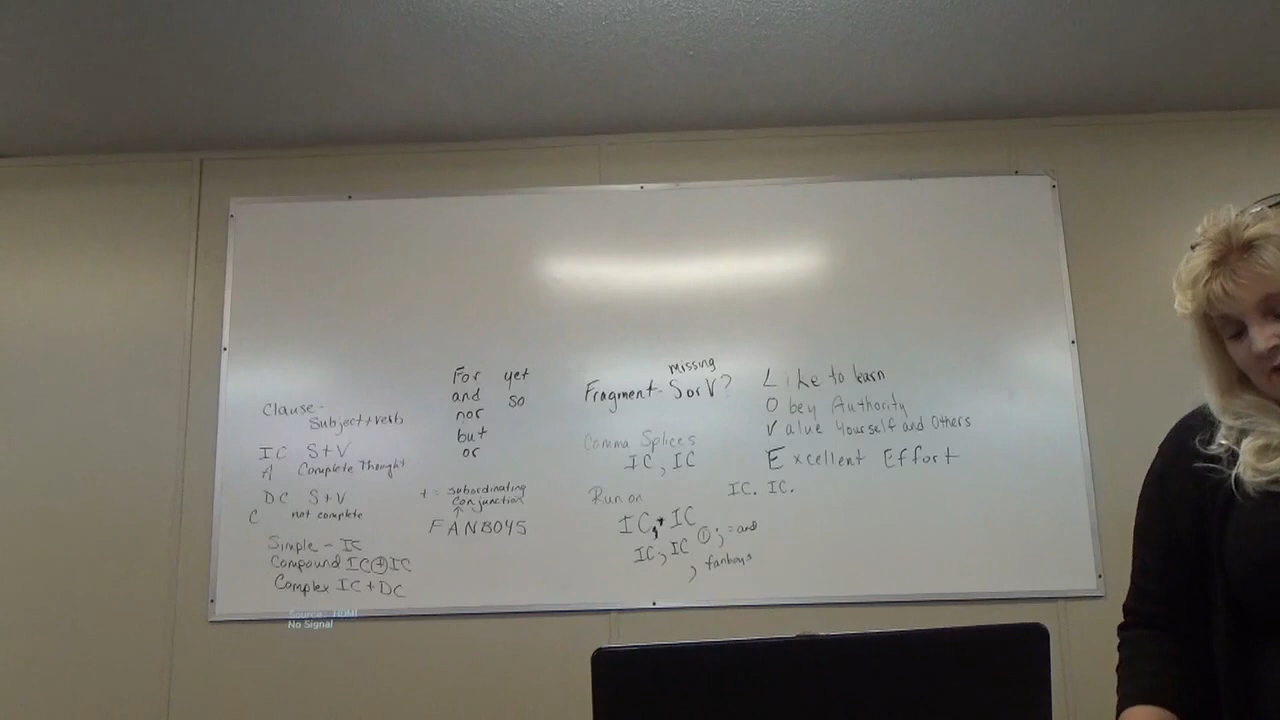 Clause -
Subject + verb
IC S+V
A Complete Thought
DC S+V
C not complete
Simple - IC
Compound IC + IC
Complex IC + DC
For yet
and so
nor
but
or
+ = subordinating
conjunction
↑
FANBOYS
missing
Fragment - S or V?
Comma Splices
IC, IC
Run on
IC, + IC
IC; IC ① ; = and
, fanboys
Like to learn
Obey Authority
Value Yourself and Others
Excellent Effort
IC. IC.
Source: HDMI
No Signal